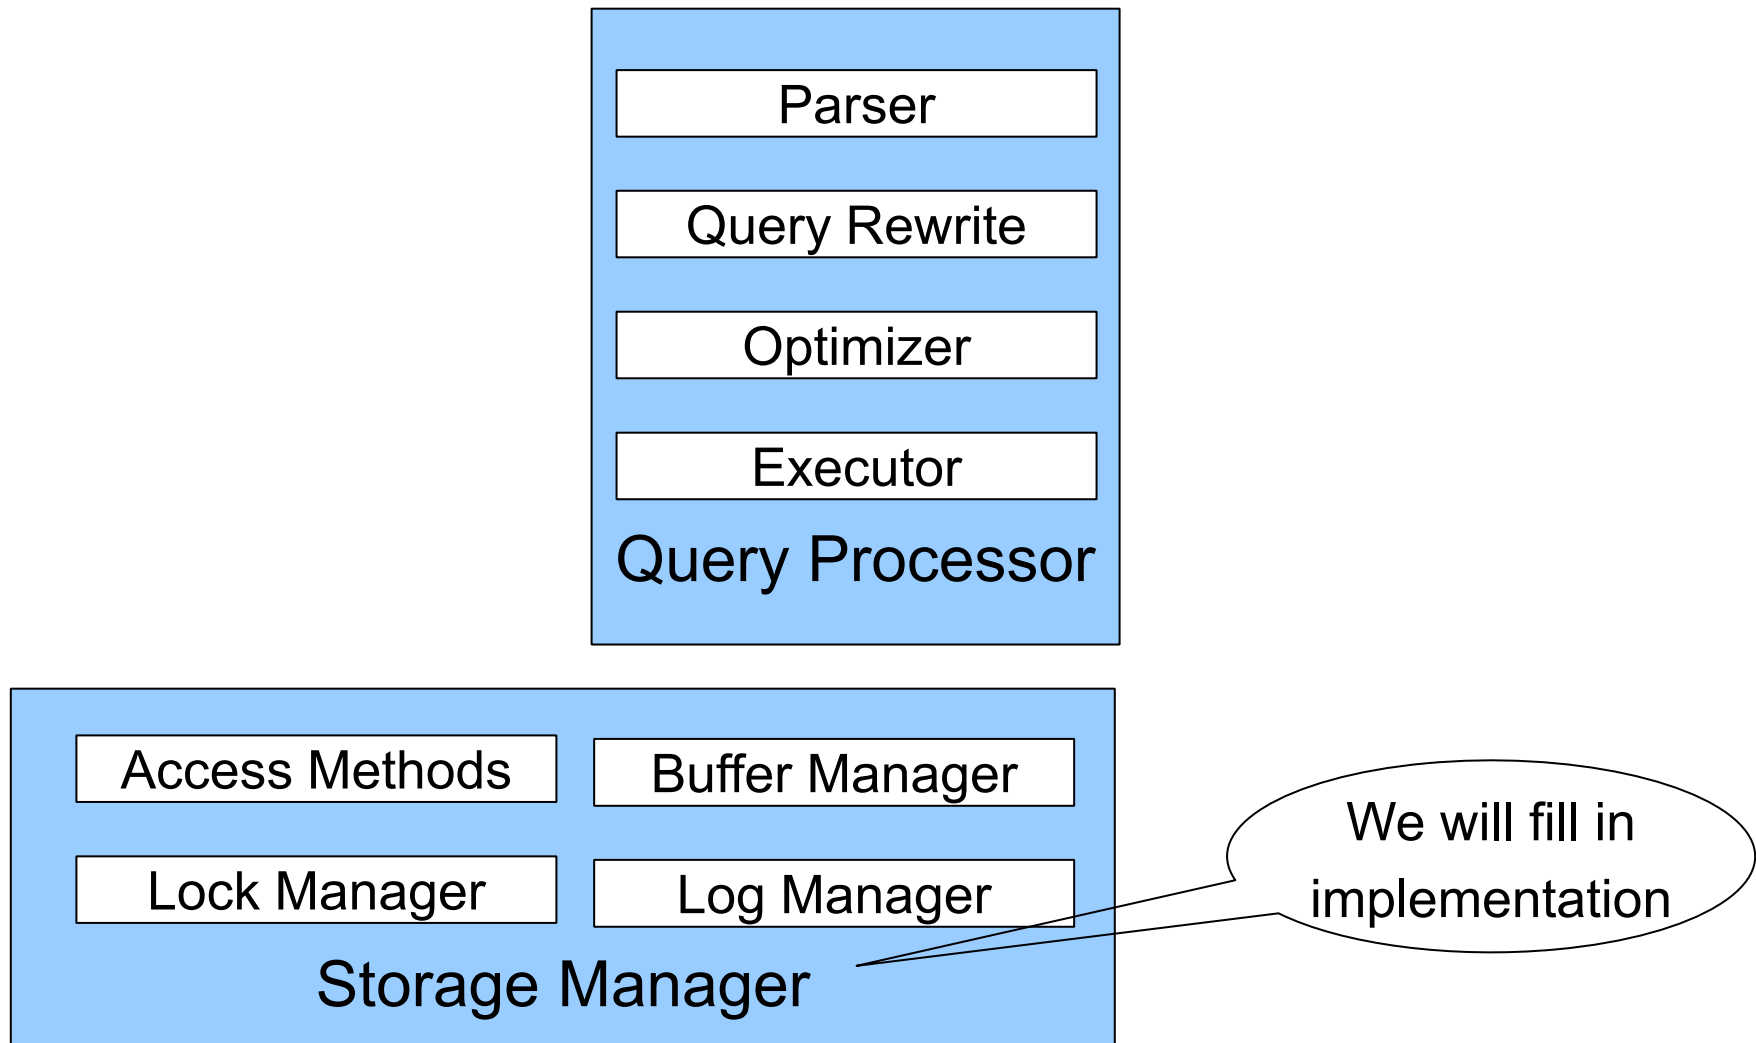 Parser
Query Rewrite
Optimizer
Executor
Query Processor
Access Methods
Buffer Manager
Lock Manager
Log Manager
Storage Manager
We will fill in
implementation